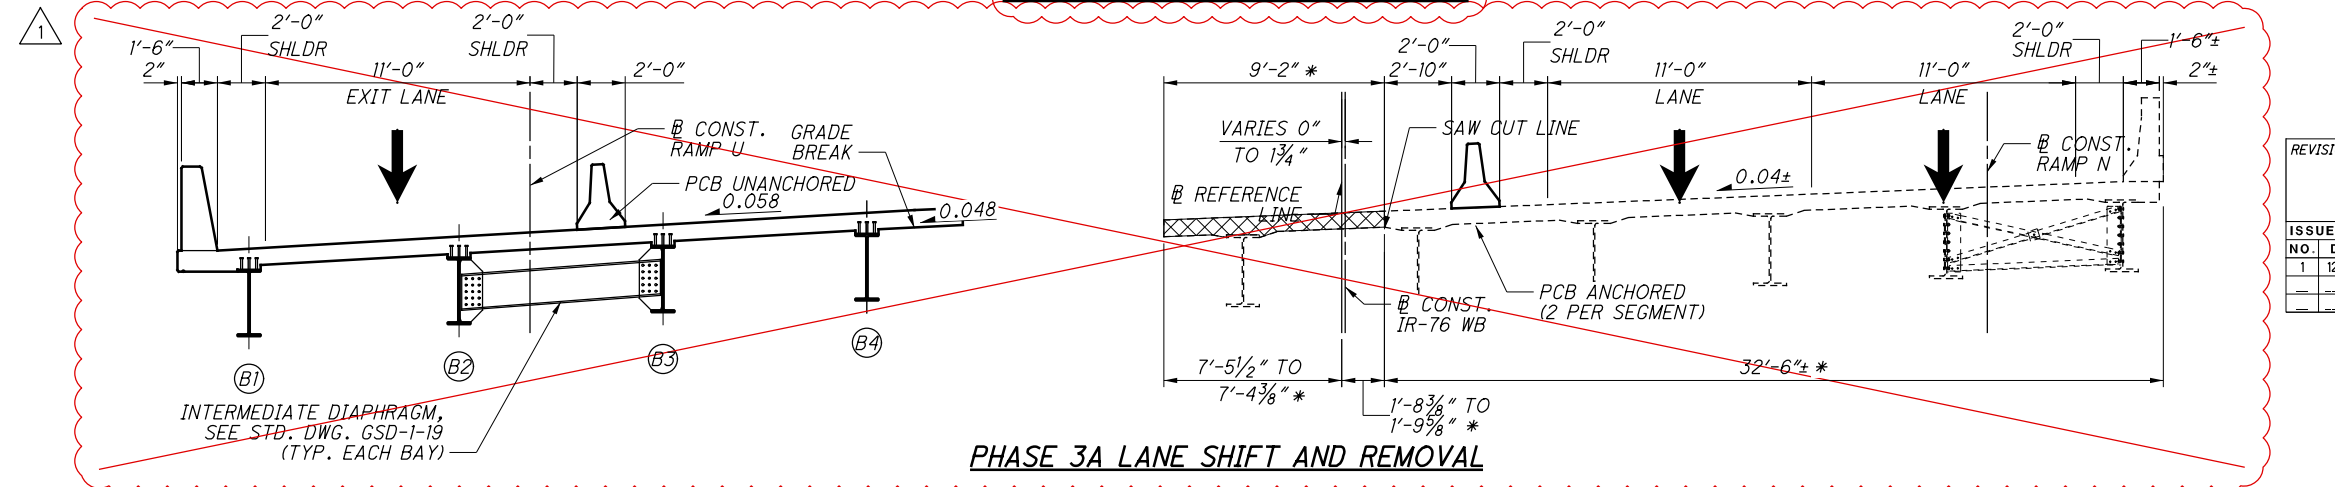 1
2'-0"
SHLDR
1'-6"
2"
11'-0"
EXIT LANE
2'-0"
SHLDR
2'-0"
℄ CONST.
RAMP U
GRADE
BREAK
PCB UNANCHORED
0.058
0.048
B1
B2
B3
B4
INTERMEDIATE DIAPHRAGM,
SEE STD. DWG. GSD-1-19
(TYP. EACH BAY)
9'-2" *
2'-10"
2'-0"
2'-0"
SHLDR
11'-0"
LANE
11'-0"
LANE
2'-0"
SHLDR
1'-6"±
2"±
VARIES 0"
TO 1¾"
SAW CUT LINE
℄ REFERENCE
LINE
0.04±
℄ CONST.
RAMP N
℄ CONST.
IR-76 WB
PCB ANCHORED
(2 PER SEGMENT)
7'-5½" TO
7'-4⅜" *
1'-8⅜" TO
1'-9⅝" *
32'-6"± *
PHASE 3A LANE SHIFT AND REMOVAL
REVISI
ISSUE
NO.
1 12